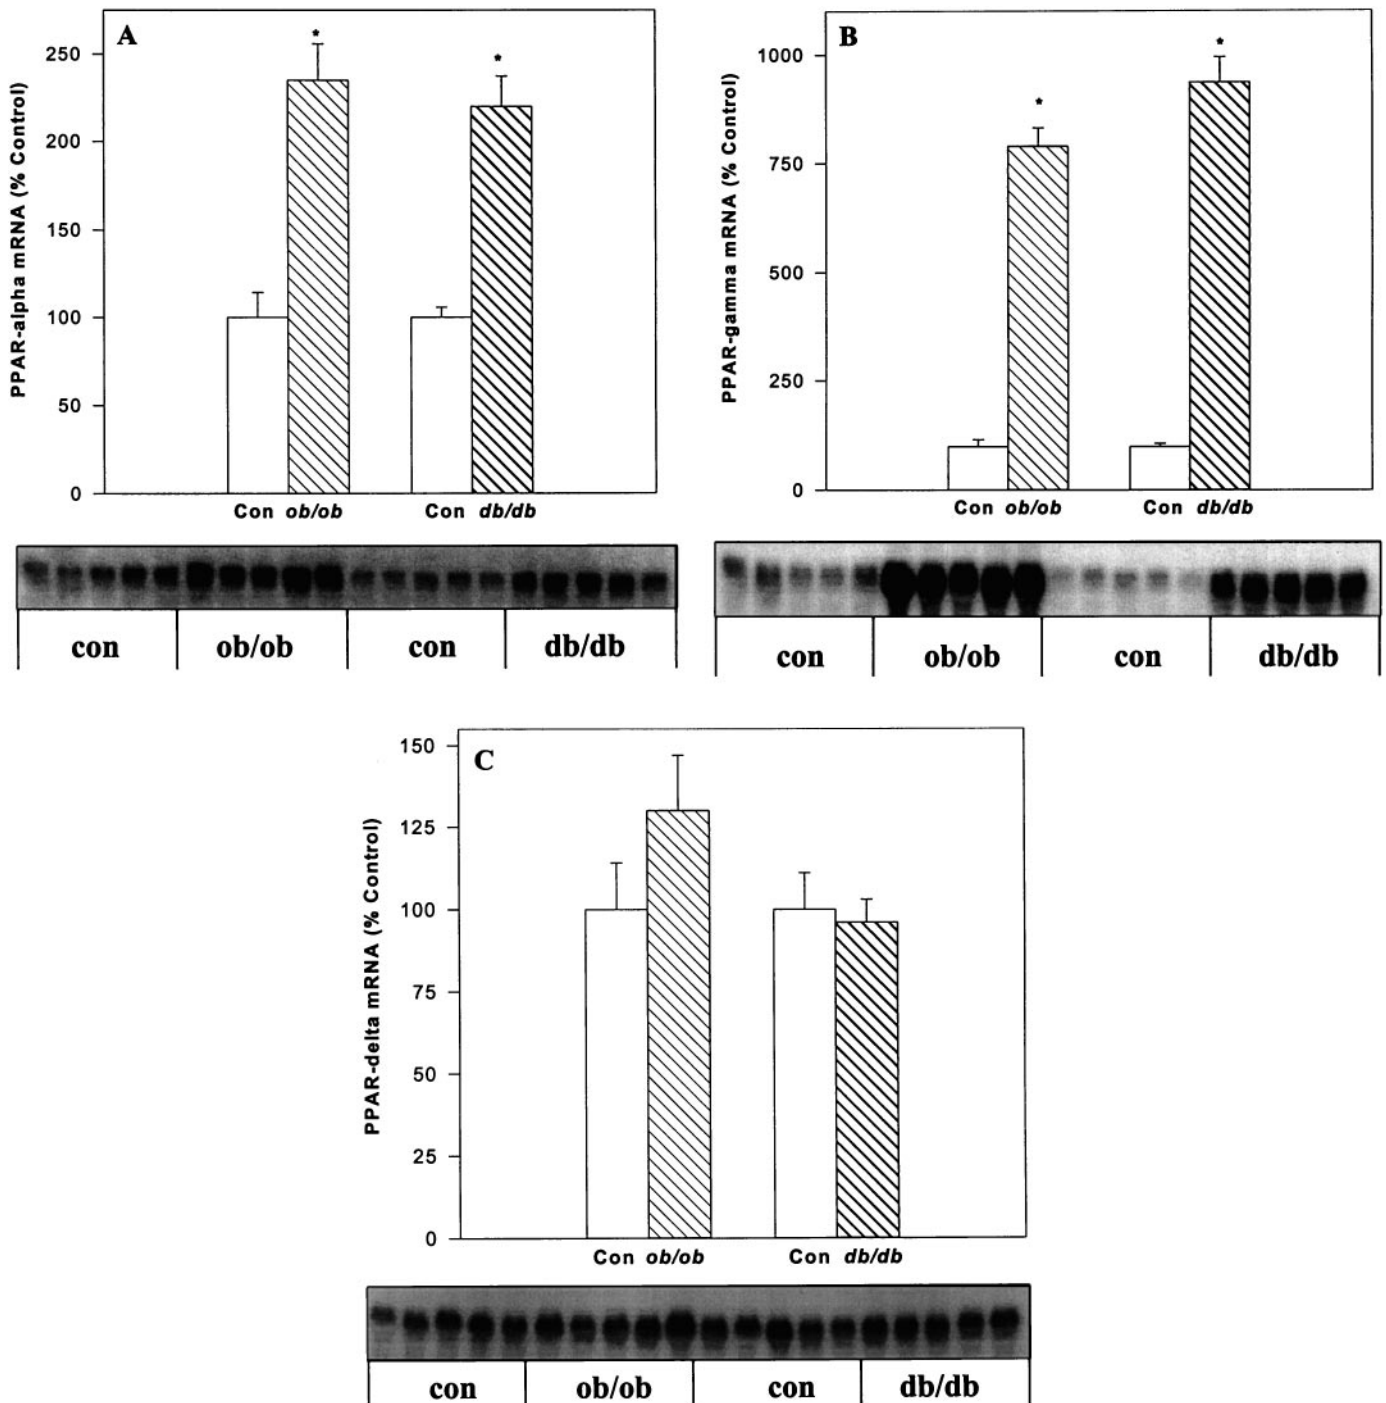 A
PPAR-alpha mRNA (% Control)
250
200
150
100
50
0
*
*
Con ob/ob
Con db/db
con
ob/ob
con
db/db
B
PPAR-gamma mRNA (% Control)
1000
750
500
250
0
*
*
Con ob/ob
Con db/db
con
ob/ob
con
db/db
C
PPAR-delta mRNA (% Control)
150
125
100
75
50
25
0
Con ob/ob
Con db/db
con
ob/ob
con
db/db